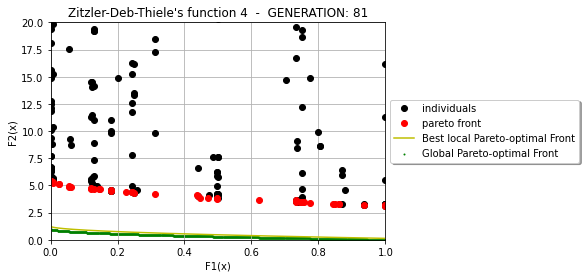 Zitzler-Deb-Thiele's function 4 - GENERATION: 81
20.0
17.5
15.0
12.5
10.0
7.5
5.0
2.5
0.0
F2(x)
0.0 0.2 0.4 0.6 0.8 1.0
F1(x)
individuals
pareto front
Best local Pareto-optimal Front
Global Pareto-optimal Front